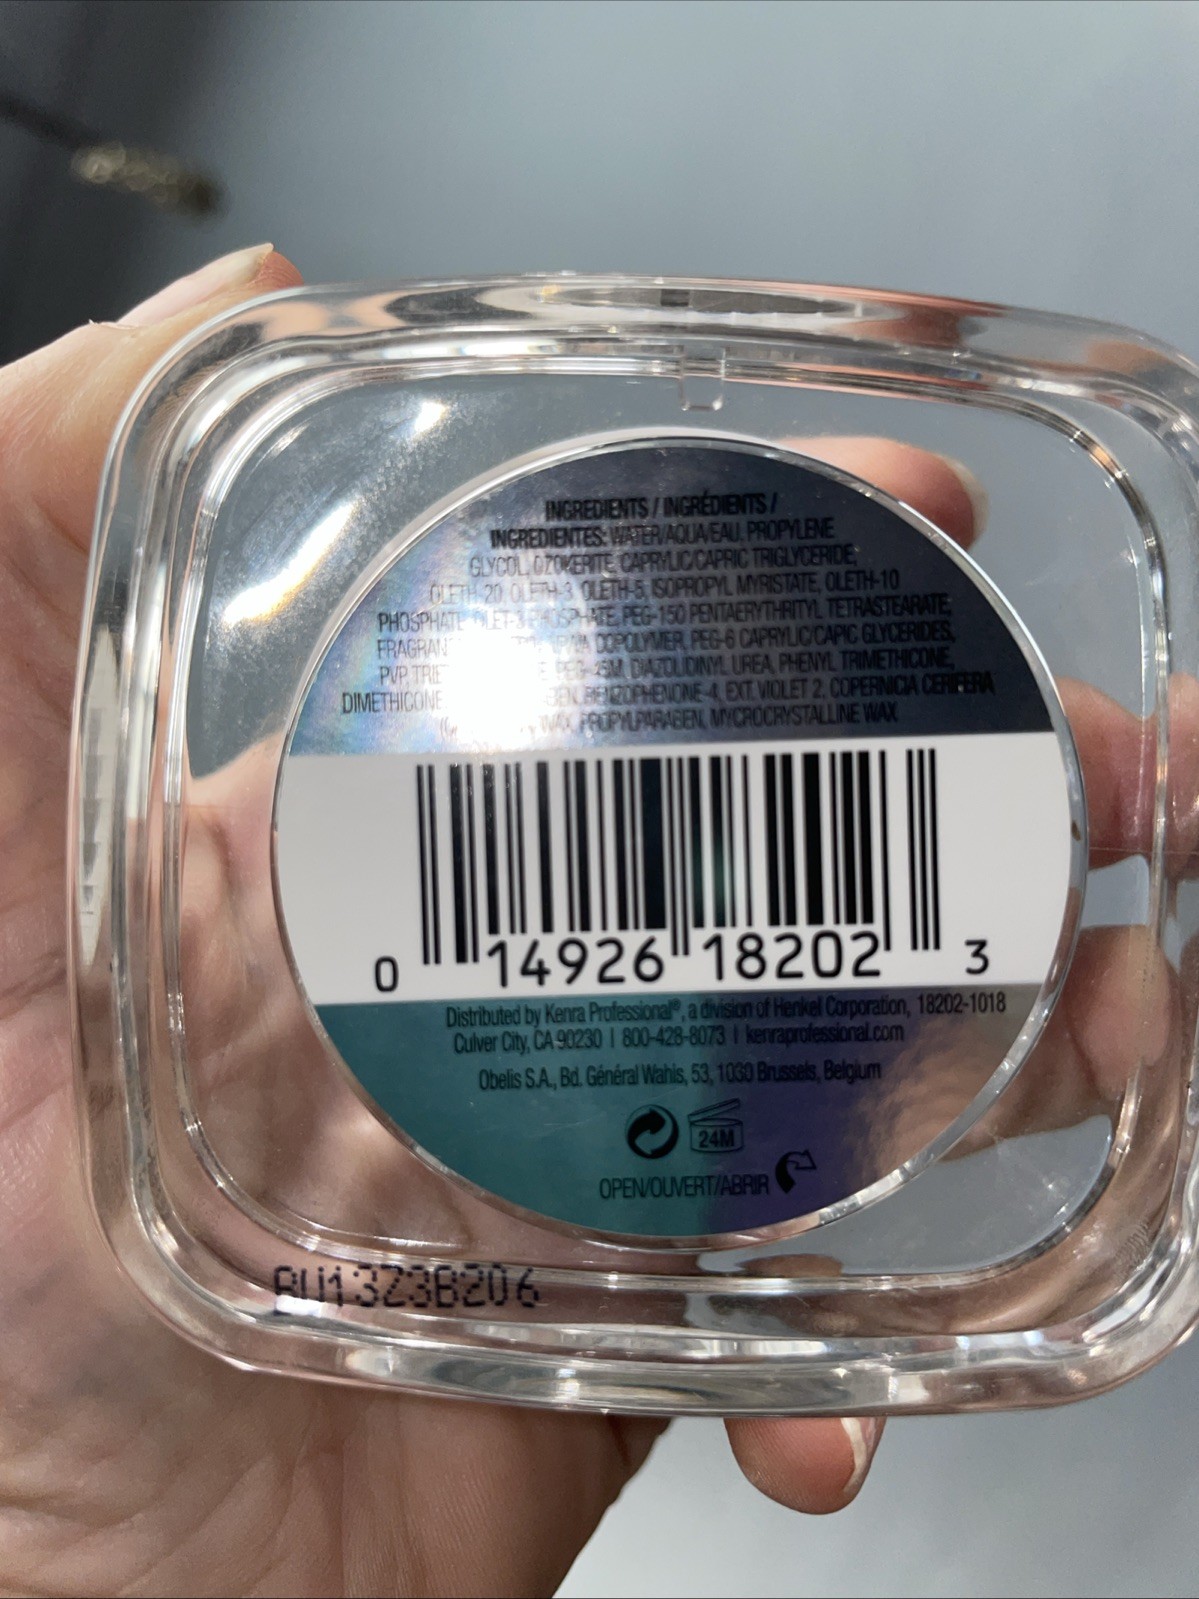 INGREDIENTS / INGRÉDIENTS /
INGREDIENTES: WATER/AQUA/EAU, PROPYLENE
GLYCOL, OZOKERITE, CAPRYLIC/CAPRIC TRIGLYCERIDE,
OLETH-20, OLETH-3, OLETH-5, ISOPROPYL MYRISTATE, OLETH-10
PHOSPHATE, OLET-3 PHOSPHATE, PEG-150 PENTAERYTHRITYL TETRASTEARATE,
DOPOLYMER, PEG-6 CAPRYLIC/CAPIC GLYCERIDES,
PVP, DIAZOLIDINYL UREA, PHENYL TRIMETHICONE,
DIMETHICONE BENZOPHENONE-4, EXT. VIOLET 2, COPERNICIA CERIFERA
WAX, PROPYLPARABEN, MYCROCRYSTALLINE WAX
0 14926 18202 3
Distributed by Kenra Professional®, a division of Henkel Corporation, 18202-1018
Culver City, CA 90230 | 800-428-8073 | kenraprofessional.com
Obelis S.A., Bd. Général Wahis, 53, 1030 Brussels, Belgium
24M
OPEN/OUVERT/ABRIR
BU1323B206